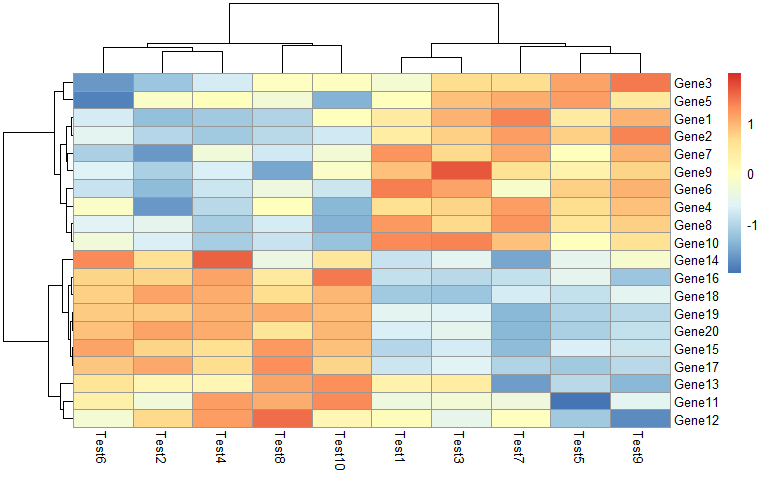 Gene3
Gene5
Gene1
Gene2
Gene7
Gene9
Gene6
Gene4
Gene8
Gene10
Gene14
Gene16
Gene18
Gene19
Gene20
Gene15
Gene17
Gene13
Gene11
Gene12
1
0
-1
Test6
Test2
Test4
Test8
Test10
Test1
Test3
Test7
Test5
Test9